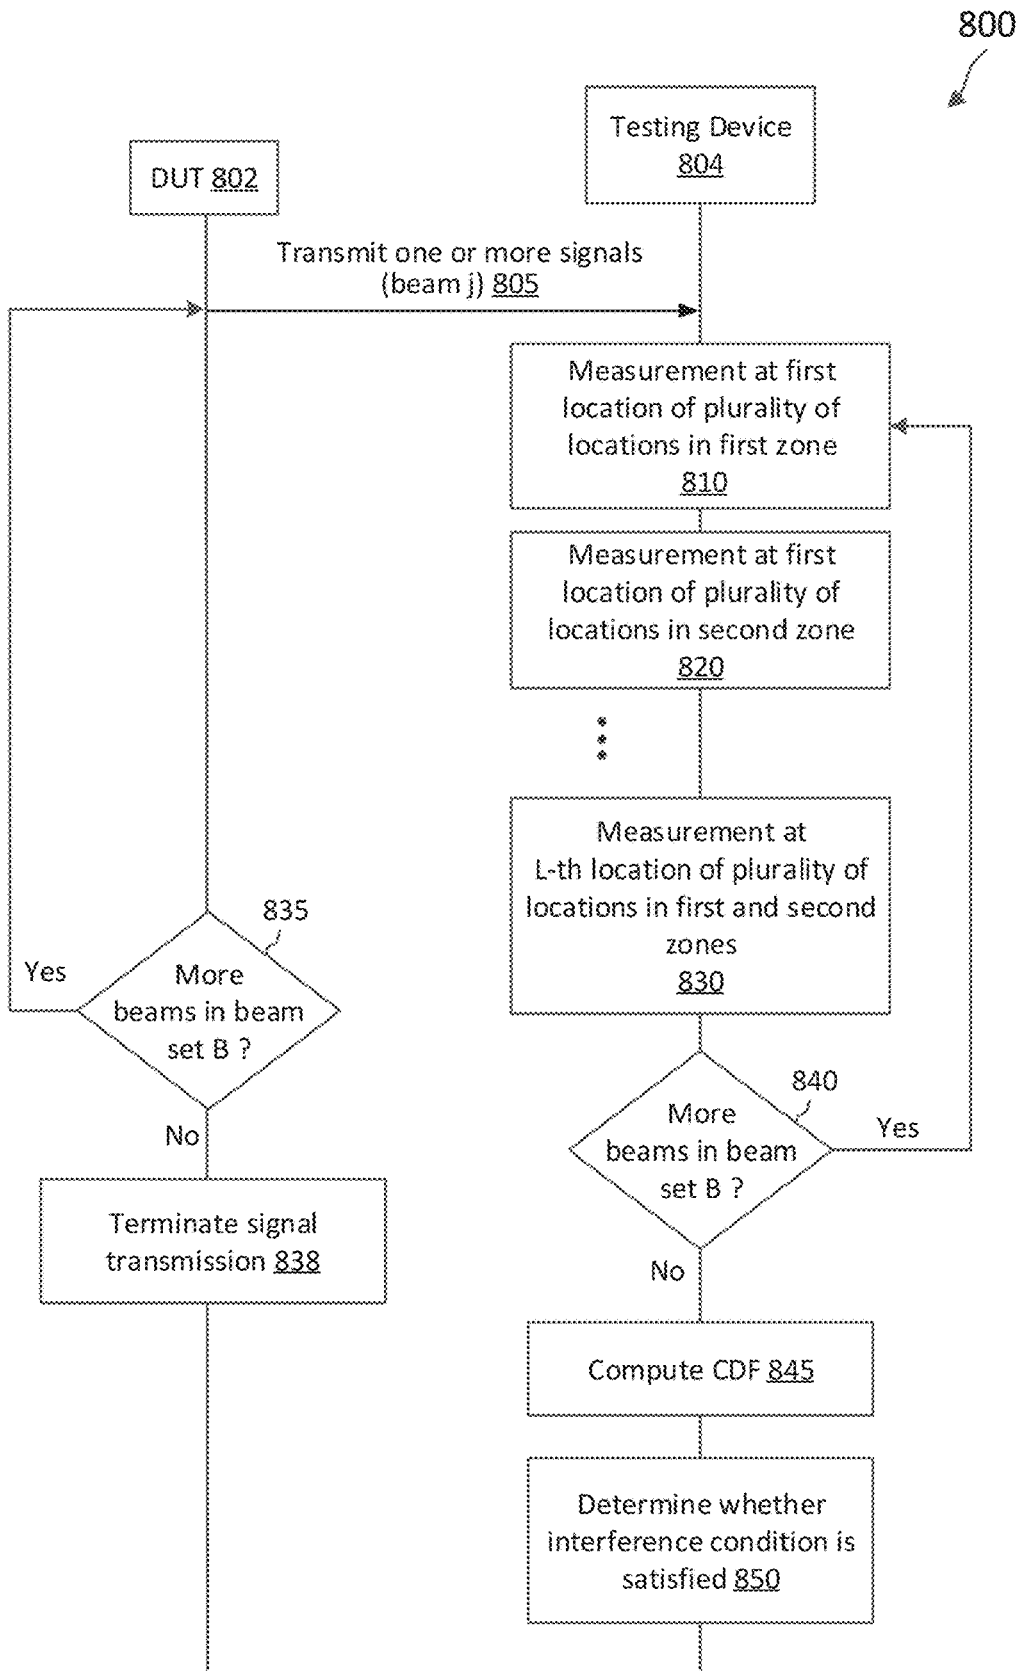 800
Testing Device
804
DUT 802
Transmit one or more signals
(beam j) 805
Measurement at first
location of plurality of
locations in first zone
810
Measurement at first
location of plurality of
locations in second zone
820
Measurement at
L-th location of plurality of
locations in first and second
zones
830
835
Yes
More
beams in beam
set B ?
No
840
More
beams in beam
set B ?
Yes
No
Terminate signal
transmission 838
Compute CDF 845
Determine whether
interference condition is
satisfied 850